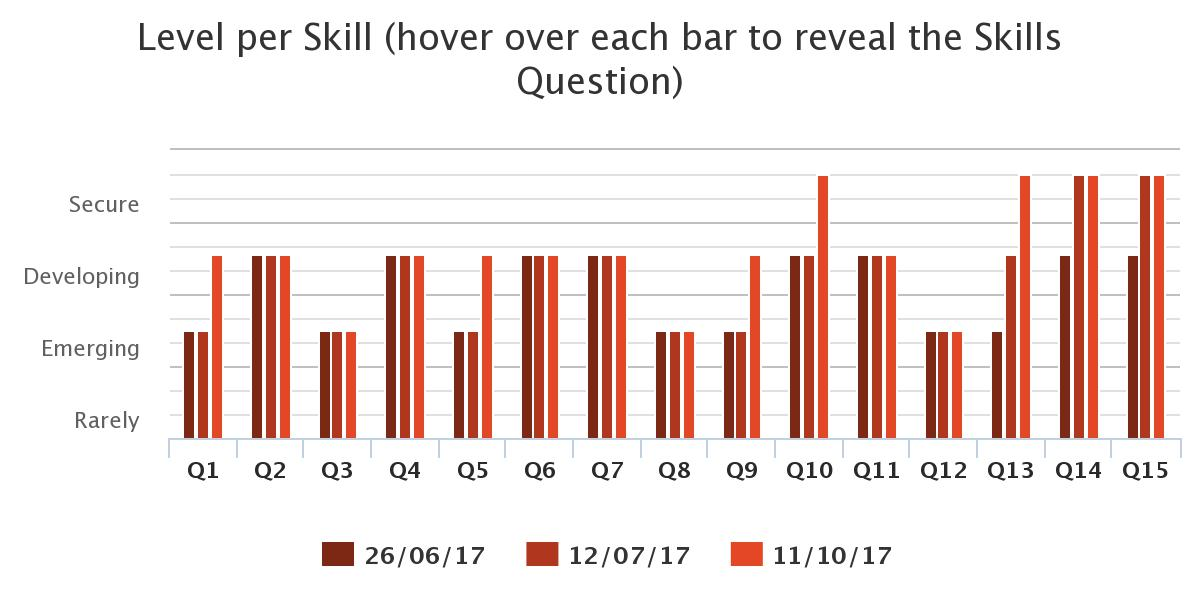 Level per Skill (hover over each bar to reveal the Skills
Question)
Secure
Developing
Emerging
Rarely
Q1 Q2 Q3 Q4 Q5 Q6 Q7 Q8 Q9 Q10 Q11 Q12 Q13 Q14 Q15
26/06/17 12/07/17 11/10/17